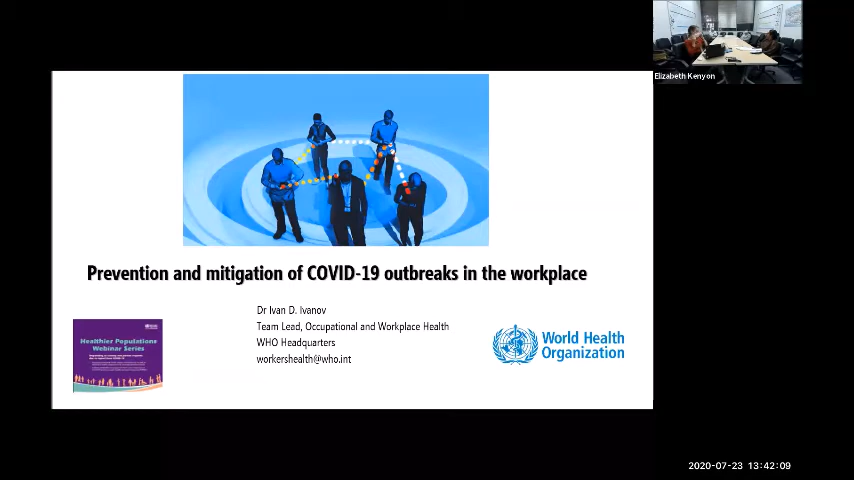 Elizabeth Kenyon
Prevention and mitigation of COVID-19 outbreaks in the workplace
Dr Ivan D. Ivanov
Team Lead, Occupational and Workplace Health
WHO Headquarters
workershealth@who.int
Healthier Populations
Webinar Series
World Health
Organization
2020-07-23 13:42:09